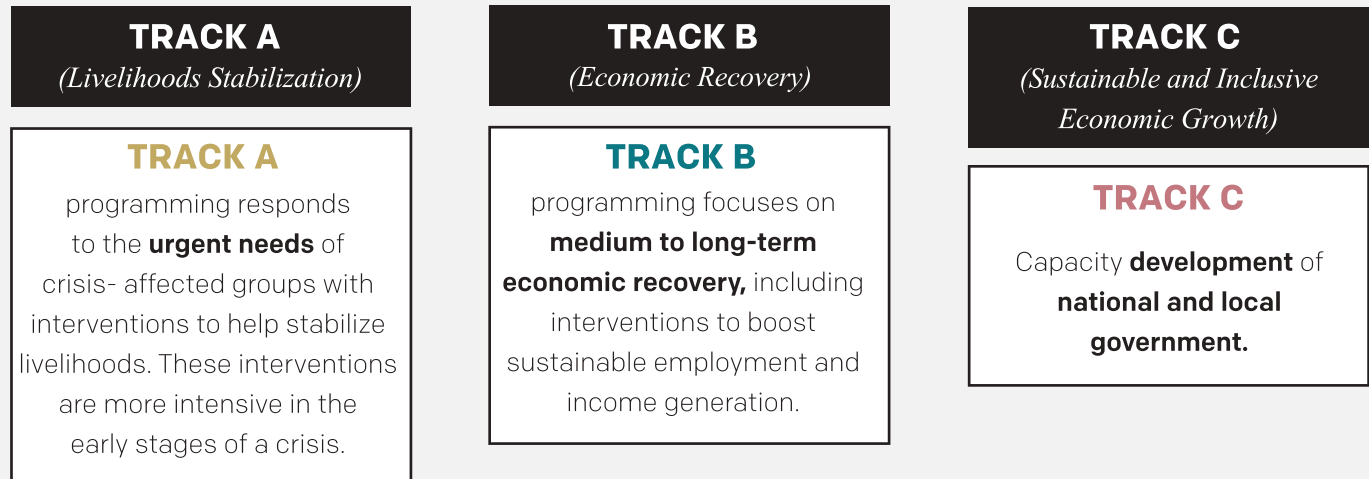 TRACK A
(Livelihoods Stabilization)
TRACK A
programming responds
to the urgent needs of
crisis- affected groups with
interventions to help stabilize
livelihoods. These interventions
are more intensive in the
early stages of a crisis.
TRACK B
(Economic Recovery)
TRACK B
programming focuses on
medium to long-term
economic recovery, including
interventions to boost
sustainable employment and
income generation.
TRACK C
(Sustainable and Inclusive
Economic Growth)
TRACK C
Capacity development of
national and local
government.